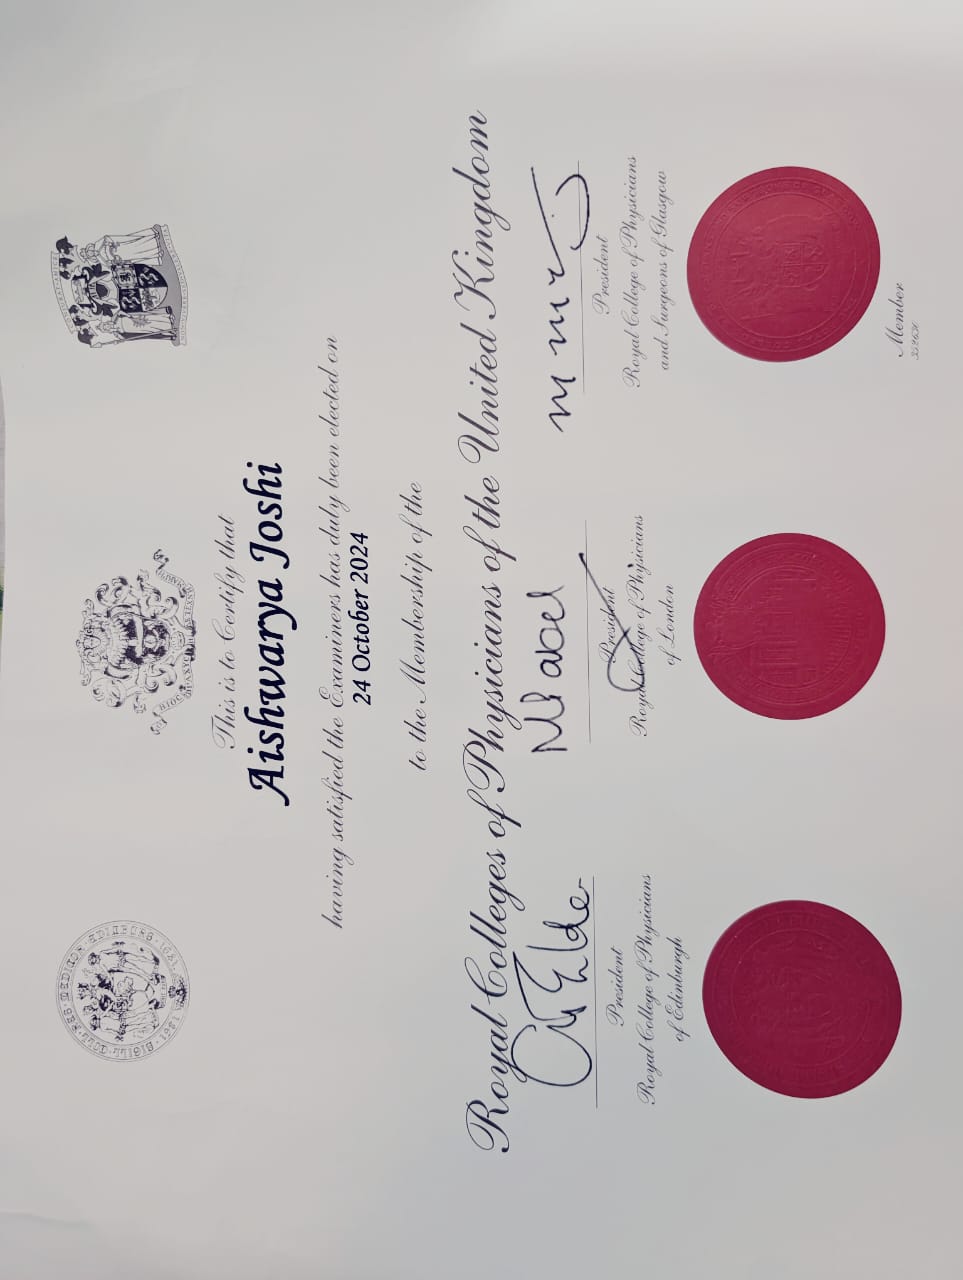 This is to Certify that
Aishwarya Joshi
having satisfied the Examiners has duly been elected on
24 October 2024
to the Membership of the
Royal Colleges of Physicians of the United Kingdom
President
Royal College of Physicians
of Edinburgh
President
Royal College of Physicians
of London
President
Royal College of Physicians
and Surgeons of Glasgow
Member